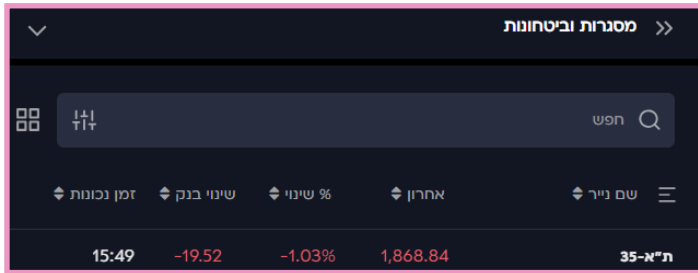 מסגרות וביטחונות
חפש
שם נייר אחרון % שינוי שינוי בנק זמן נכונות
ת"א-35 1,868.84 -1.03% -19.52 15:49